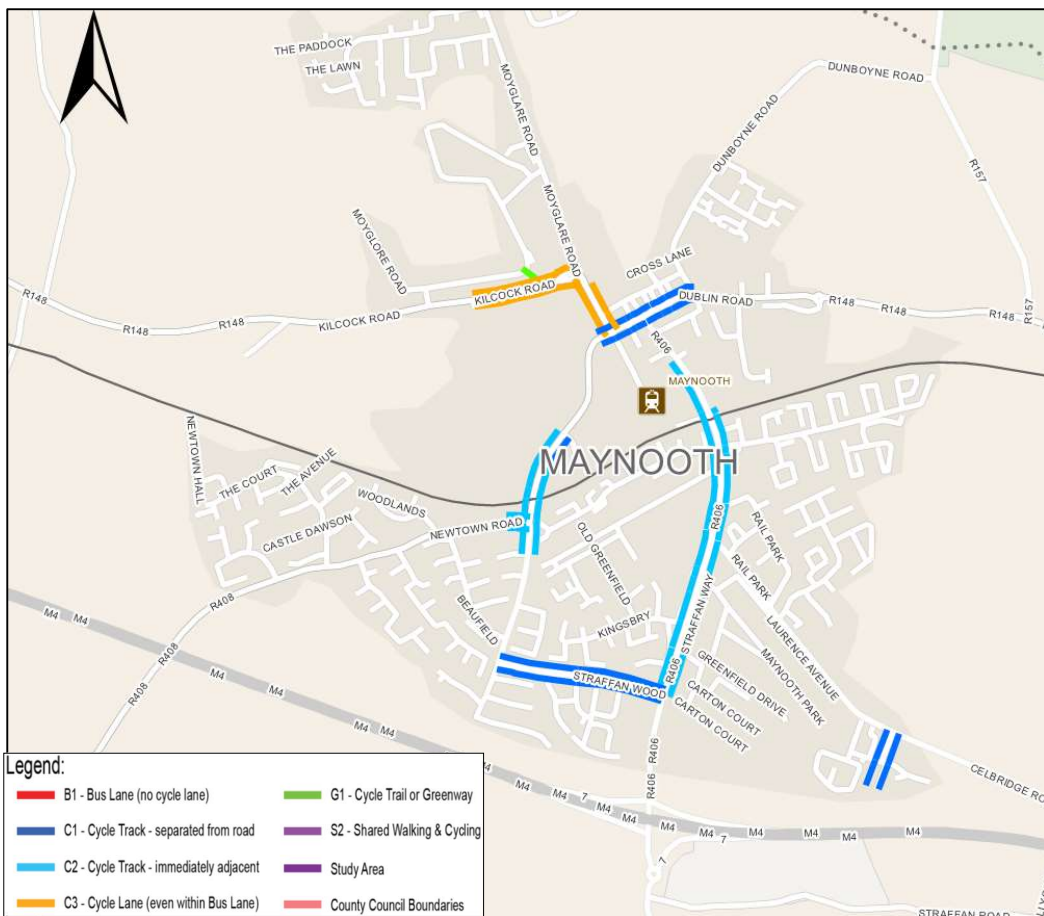 THE PADDOCK
THE LAWN
MOYGLARE ROAD
DUNBOYNE ROAD
DUNBOYNE ROAD
R157
MOYGLARE ROAD
MOYGLORE ROAD
CROSS LANE
KILCOCK ROAD
DUBLIN ROAD
R148
R148
R157
R148
KILCOCK ROAD
R148
R148
R406
MAYNOOTH
MAYNOOTH
NEWTOWN HALL
THE COURT
THE AVENUE
WOODLANDS
CASTLE DAWSON
NEWTOWN ROAD
R406
OLD GREENFIELD
RAIL PARK
RAIL PARK
R408
BEAUFIELD
KINGSBRY
STRAFFAN WAY
LAURENCE AVENUE
MAYNOOTH PARK
GREENFIELD DRIVE
STRAFFAN WOOD
R406
CARTON COURT
CARTON COURT
M4
M4
R408
M4
M4
R406
R406
CELBRIDGE RO
M4
M4
7
M4
M4
7
M4
M4
M4
7
STRAFFAN ROAD
Legend:
B1 - Bus Lane (no cycle lane)
G1 - Cycle Trail or Greenway
C1 - Cycle Track - separated from road
S2 - Shared Walking & Cycling
C2 - Cycle Track - immediately adjacent
Study Area
C3 - Cycle Lane (even within Bus Lane)
County Council Boundaries